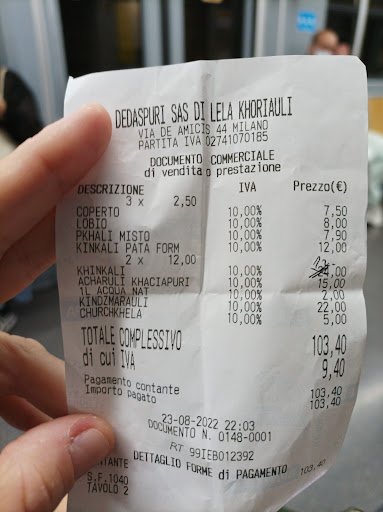 DEDASPURI SAS DI LELA KHORIAULI
VIA DE AMICIS 44 MILANO
PARTITA IVA 02741070185
DOCUMENTO COMMERCIALE
di vendita o prestazione
DESCRIZIONE IVA Prezzo(€)
3 x 2,50
COPERTO 10,00% 7,50
LOBIO 10,00% 8,00
PKHALI MISTO 10,00% 7,90
KINKALI PATA FORM 10,00% 12,00
2 x 12,00
KHINKALI 10,00% 24,00
ACHARULI KHACIAPURI 10,00% 15,00
1L ACQUA NAT 10,00% 2,00
KINDZMARAULI 10,00% 22,00
CHURCHKHELA 10,00% 5,00
TOTALE COMPLESSIVO 103,40
di cui IVA 9,40
Pagamento contante 103,40
Importo pagato 103,40
23-08-2022 22:03
DOCUMENTO N. 0148-0001
RT 99IEB012392
DETTAGLIO FORME di PAGAMENTO
103,40
S.F.1040
TAVOLO 2